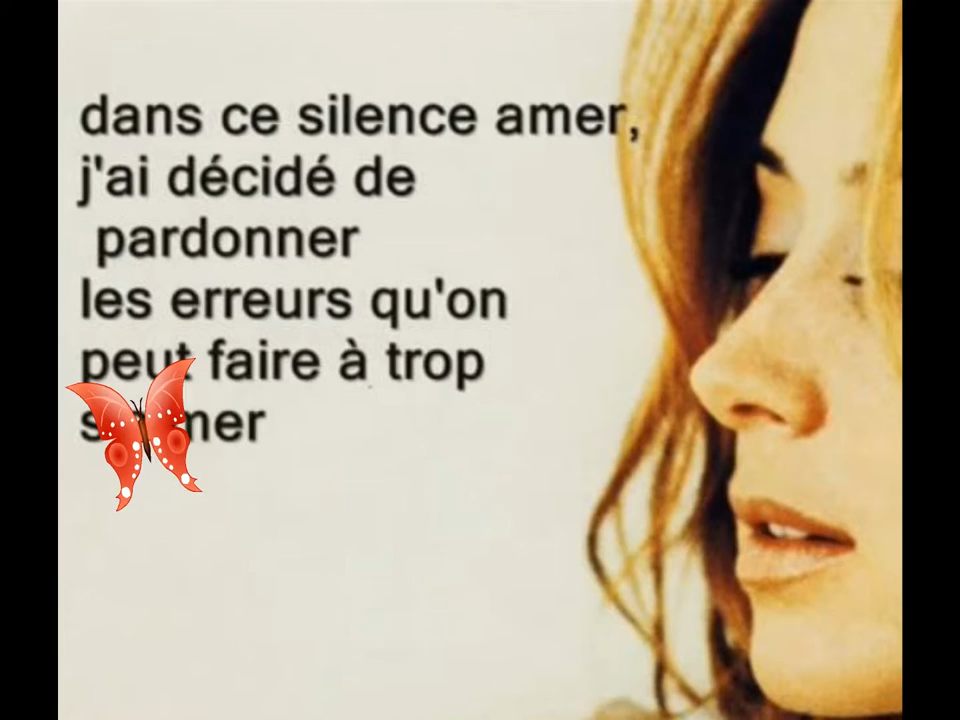 dans ce silence amer,
j'ai décidé de
pardonner
les erreurs qu'on
peut faire à trop